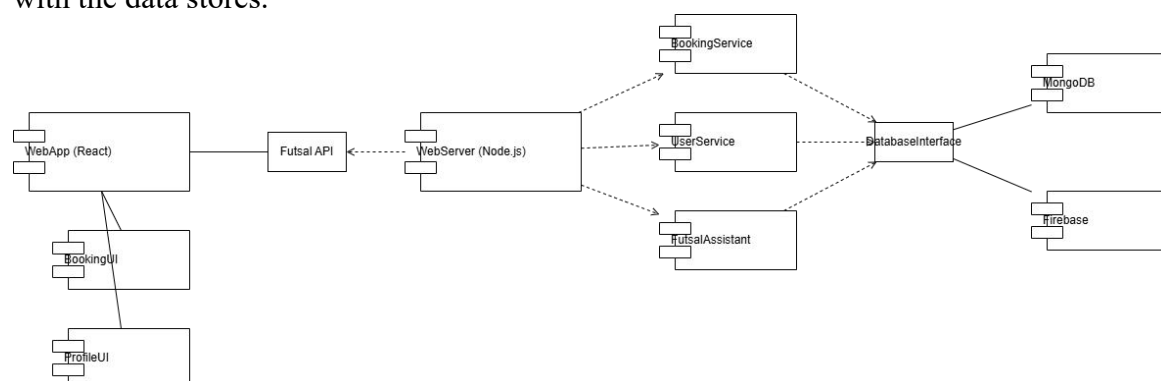 with the data stores.
BookingService
MongoDB
WebApp (React)
Futsal API
WebServer (Node.js)
UserService
DatabaseInterface
FutsalAssistant
Firebase
BookingUI
ProfileUI